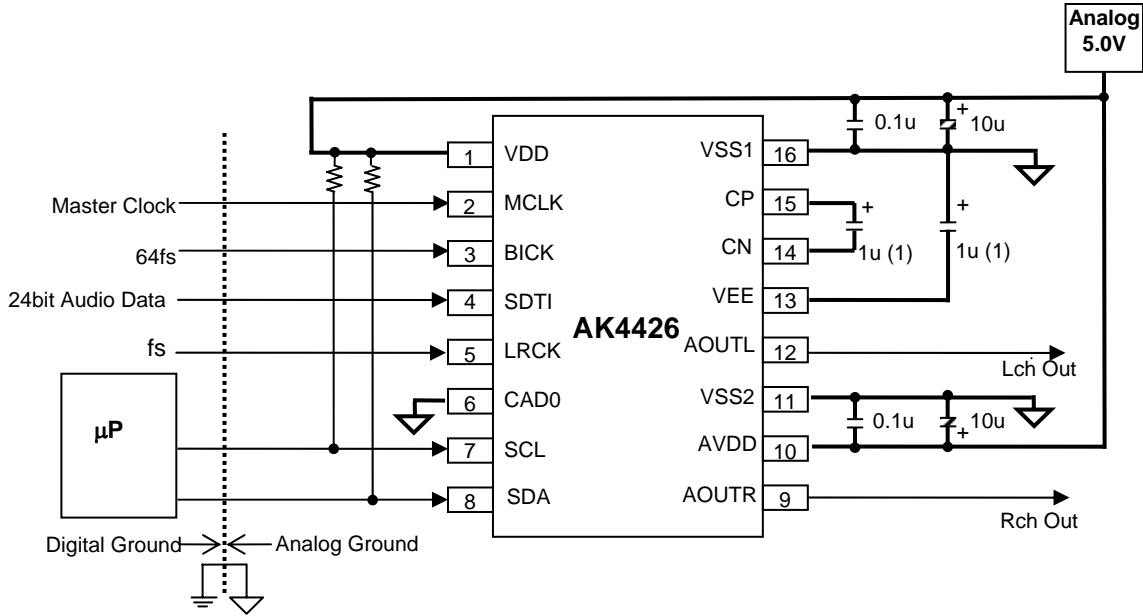 Analog
5.0V
0.1u
+
10u
1
VDD
VSS1
16
Master Clock
2
MCLK
CP
15
+
+
64fs
3
BICK
CN
14
1u (1)
1u (1)
24bit Audio Data
4
SDTI
VEE
13
AK4426
fs
5
LRCK
AOUTL
12
Lch Out
6
CAD0
VSS2
11
µP
0.1u
10u
+
7
SCL
AVDD
10
8
SDA
AOUTR
9
Rch Out
Digital Ground
Analog Ground